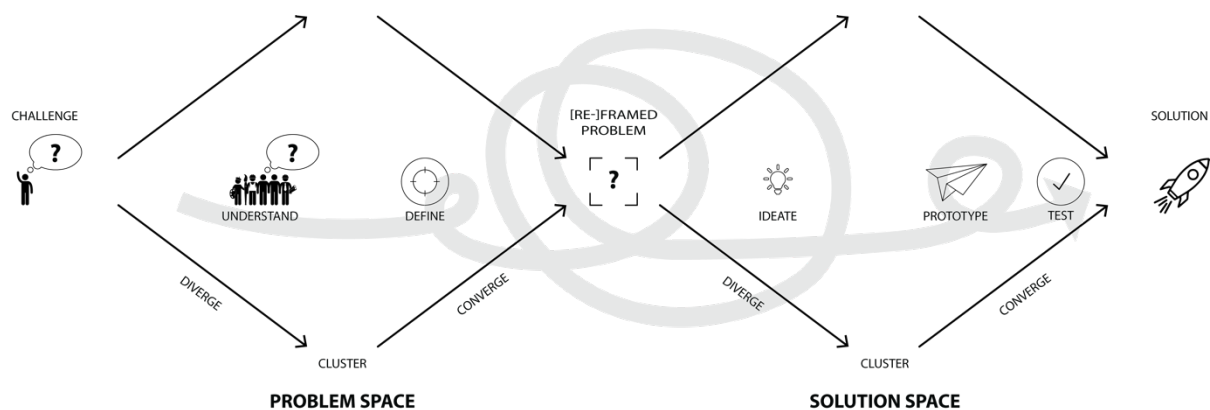 CHALLENGE
?
?
UNDERSTAND
DEFINE
DIVERGE
CONVERGE
CLUSTER
PROBLEM SPACE
[RE-]FRAMED
PROBLEM
?
IDEATE
PROTOTYPE
TEST
DIVERGE
CONVERGE
CLUSTER
SOLUTION SPACE
SOLUTION